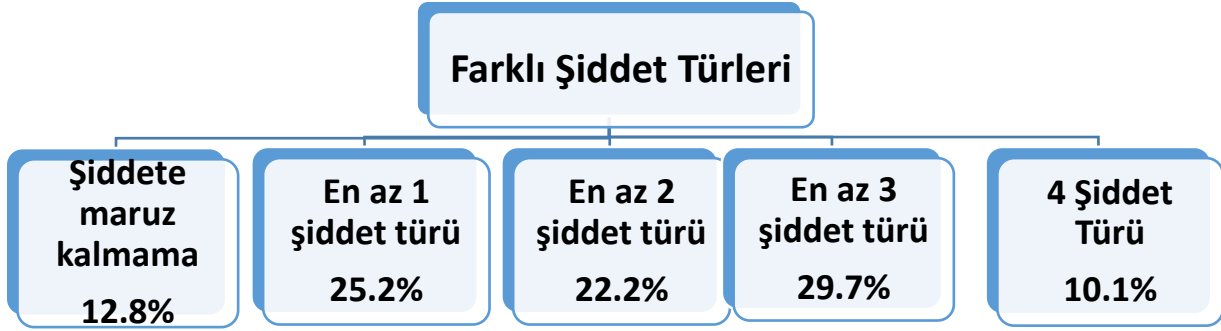 Farklı Şiddet Türleri
Şiddete
maruz
kalmama
12.8%
En az 1
şiddet türü
25.2%
En az 2
şiddet türü
22.2%
En az 3
şiddet türü
29.7%
4 Şiddet
Türü
10.1%